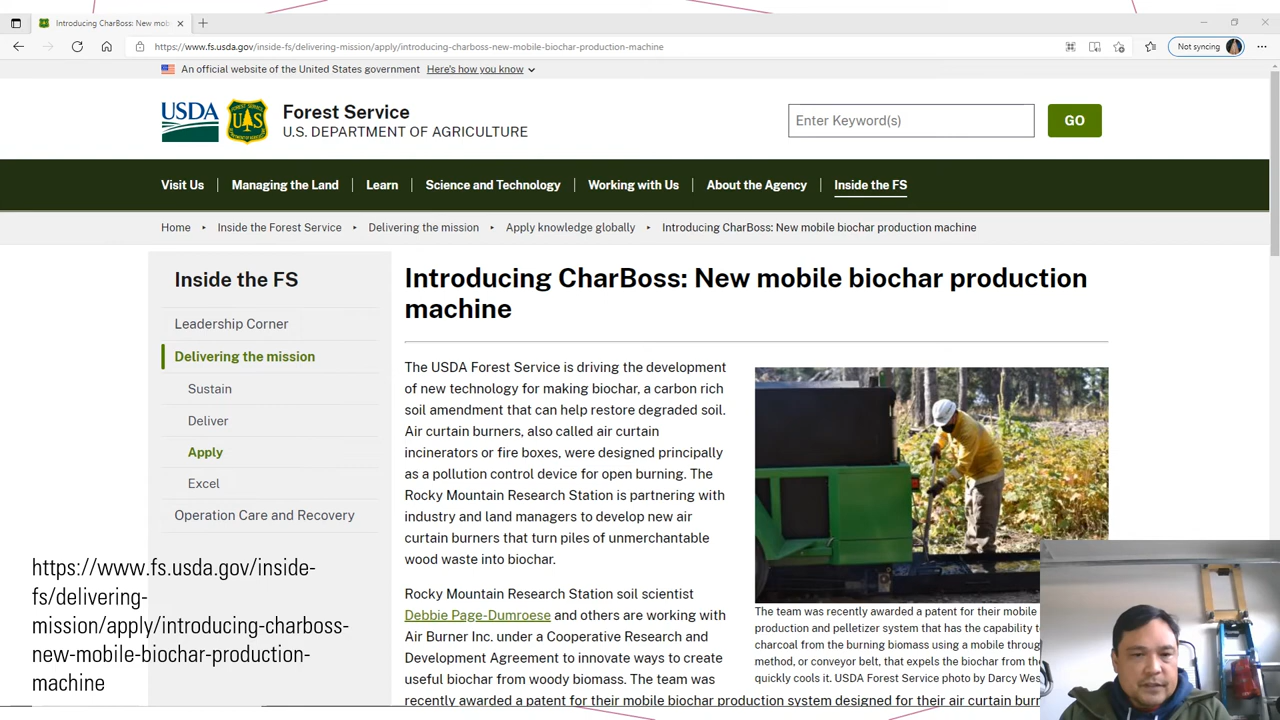 Introducing CharBoss: New mob
https://www.fs.usda.gov/inside-fs/delivering-mission/apply/introducing-charboss-new-mobile-biochar-production-machine
Not syncing
An official website of the United States government Here's how you know
USDA
FOREST SERVICE
U S
DEPARTMENT OF AGRICULTURE
Forest Service
U.S. DEPARTMENT OF AGRICULTURE
Enter Keyword(s)
GO
Visit Us
Managing the Land
Learn
Science and Technology
Working with Us
About the Agency
Inside the FS
Home
Inside the Forest Service
Delivering the mission
Apply knowledge globally
Introducing CharBoss: New mobile biochar production machine
Inside the FS
Leadership Corner
Delivering the mission
Sustain
Deliver
Apply
Excel
Operation Care and Recovery
Introducing CharBoss: New mobile biochar production
machine
The USDA Forest Service is driving the development
of new technology for making biochar, a carbon rich
soil amendment that can help restore degraded soil.
Air curtain burners, also called air curtain
incinerators or fire boxes, were designed principally
as a pollution control device for open burning. The
Rocky Mountain Research Station is partnering with
industry and land managers to develop new air
curtain burners that turn piles of unmerchantable
wood waste into biochar.
Rocky Mountain Research Station soil scientist
Debbie Page-Dumroese and others are working with
Air Burner Inc. under a Cooperative Research and
Development Agreement to innovate ways to create
useful biochar from woody biomass. The team was
recently awarded a patent for their mobile biochar production system designed for their air curtain
The team was recently awarded a patent for their mobile
production and pelletizer system that has the capability
charcoal from the burning biomass using a mobile
method, or conveyor belt, that expels the biochar from
quickly cools it. USDA Forest Service photo by Darcy
https://www.fs.usda.gov/inside-
fs/delivering-
mission/apply/introducing-charboss-
new-mobile-biochar-production-
machine